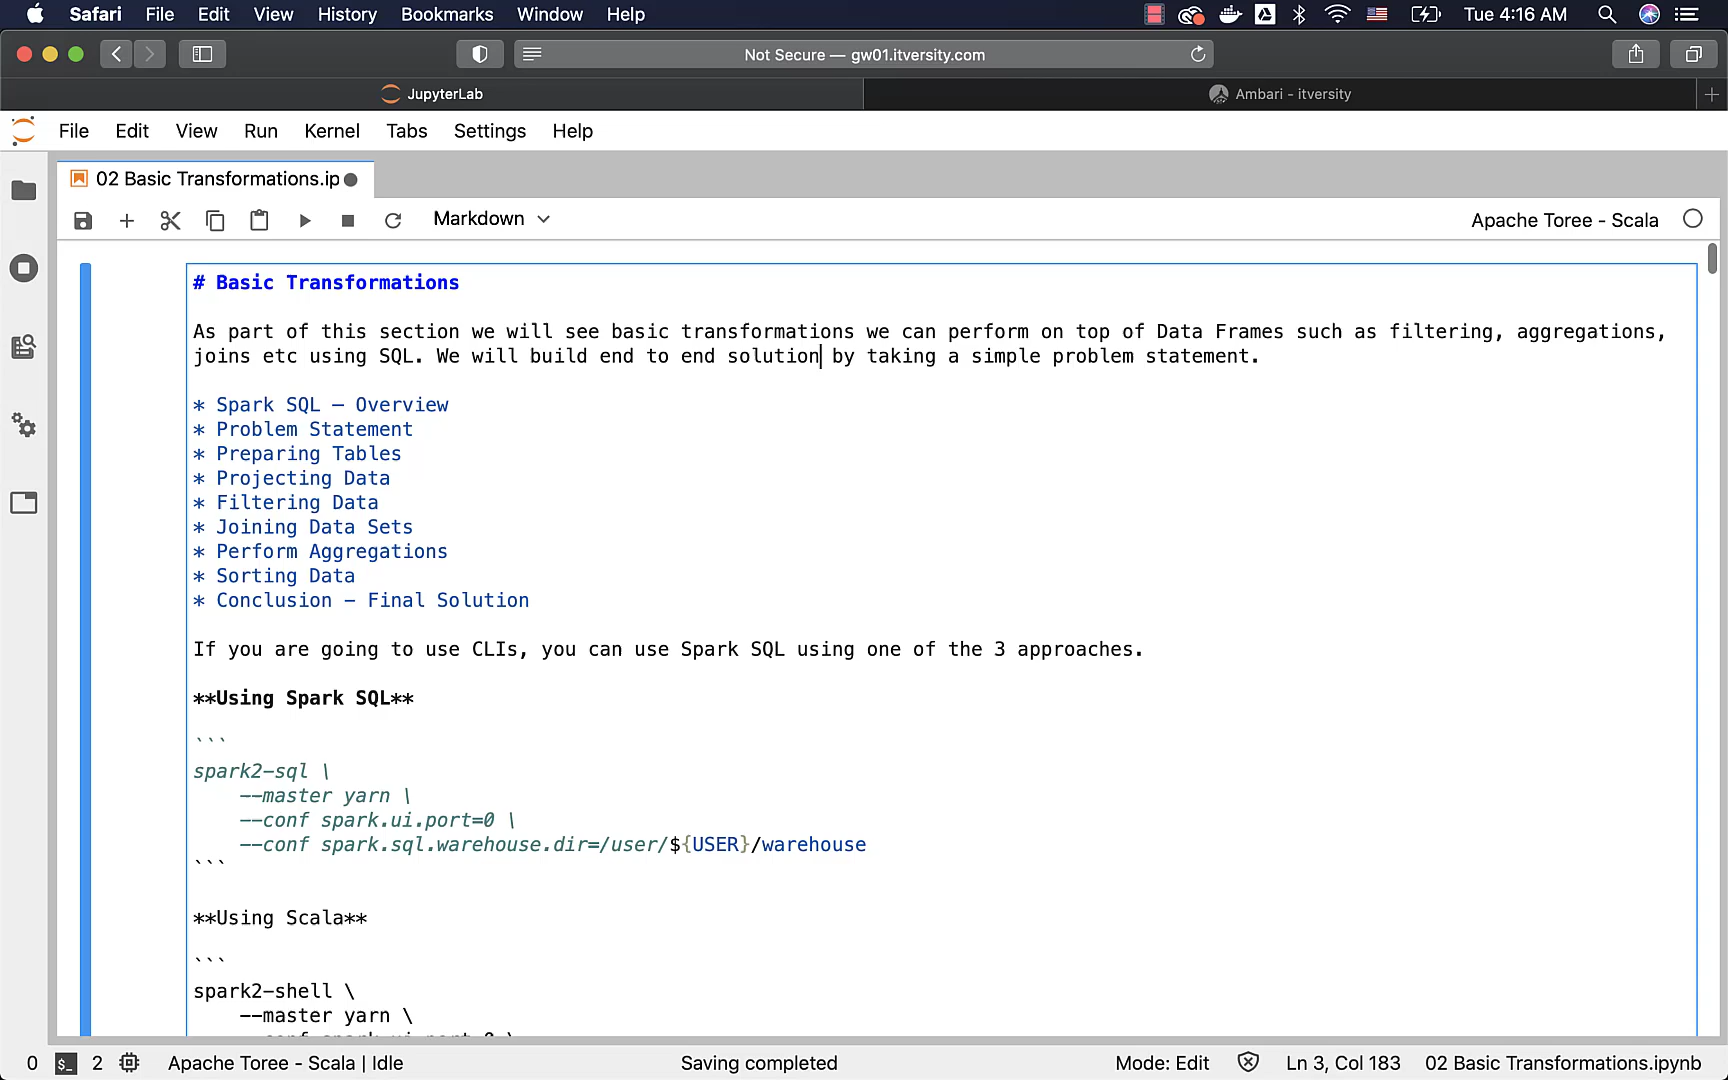 Safari File Edit View History Bookmarks Window Help Tue 4:16 AM
Not Secure — gw01.itversity.com
JupyterLab Ambari - itversity
File Edit View Run Kernel Tabs Settings Help
02 Basic Transformations.ip
Markdown Apache Toree - Scala
# Basic Transformations
As part of this section we will see basic transformations we can perform on top of Data Frames such as filtering, aggregations,
joins etc using SQL. We will build end to end solution by taking a simple problem statement.
* Spark SQL – Overview
* Problem Statement
* Preparing Tables
* Projecting Data
* Filtering Data
* Joining Data Sets
* Perform Aggregations
* Sorting Data
* Conclusion - Final Solution
If you are going to use CLIs, you can use Spark SQL using one of the 3 approaches.
**Using Spark SQL**
```
spark2-sql \
--master yarn \
--conf spark.ui.port=0 \
--conf spark.sql.warehouse.dir=/user/${USER}/warehouse
```
**Using Scala**
```
spark2-shell \
--master yarn \
--conf spark.ui.port=0 \
0 $_ 2 Apache Toree - Scala | Idle Saving completed Mode: Edit Ln 3, Col 183 02 Basic Transformations.ipynb